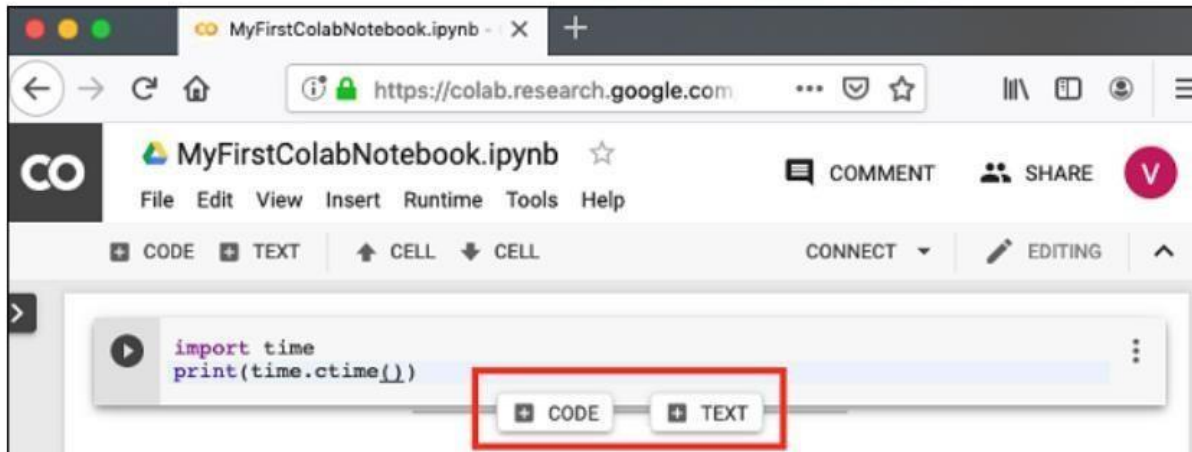 CO MyFirstColabNotebook.ipynb -
https://colab.research.google.com
CO
MyFirstColabNotebook.ipynb
COMMENT SHARE V
File Edit View Insert Runtime Tools Help
CODE TEXT CELL CELL CONNECT EDITING
import time
print(time.ctime())
CODE TEXT